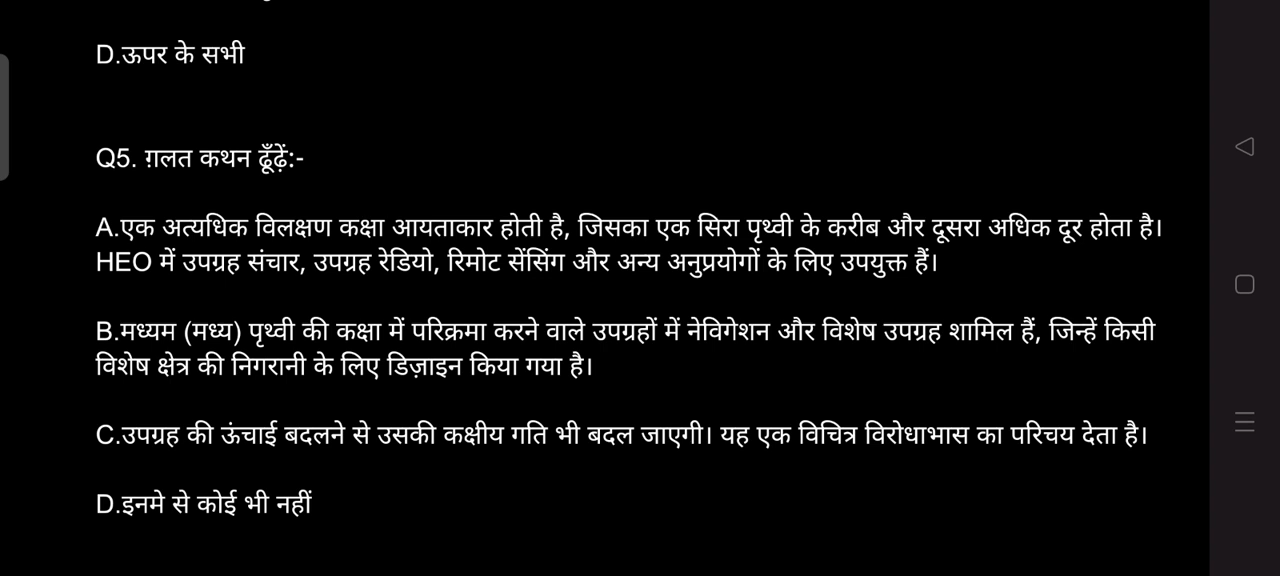 D.ऊपर के सभी
Q5. ग़लत कथन ढूँढ़ें:-
A.एक अत्यधिक विलक्षण कक्षा आयताकार होती है, जिसका एक सिरा पृथ्वी के करीब और दूसरा अधिक दूर होता है।
HEO में उपग्रह संचार, उपग्रह रेडियो, रिमोट सेंसिंग और अन्य अनुप्रयोगों के लिए उपयुक्त हैं।
B.मध्यम (मध्य) पृथ्वी की कक्षा में परिक्रमा करने वाले उपग्रहों में नेविगेशन और विशेष उपग्रह शामिल हैं, जिन्हें किसी
विशेष क्षेत्र की निगरानी के लिए डिज़ाइन किया गया है।
C.उपग्रह की ऊंचाई बदलने से उसकी कक्षीय गति भी बदल जाएगी। यह एक विचित्र विरोधाभास का परिचय देता है।
D.इनमे से कोई भी नहीं